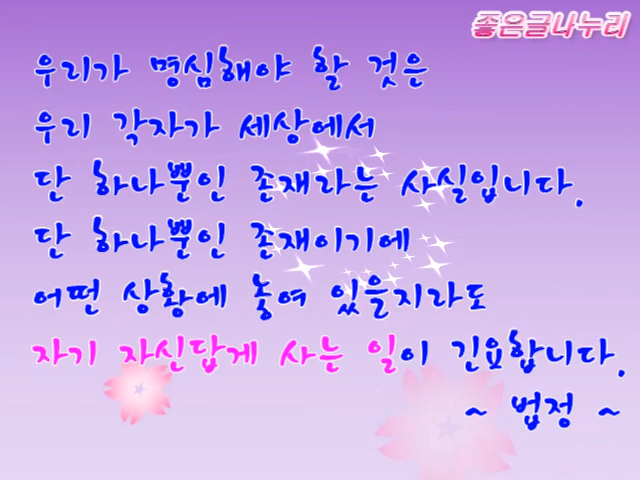 좋은글나누리
우리가 명심해야 할 것은
우리 각자가 세상에서
단 하나뿐인 존재라는 사실입니다.
단 하나뿐인 존재이기에
어떤 상황에 놓여 있을지라도
자기 자신답게 사는 일이 긴요합니다.
~ 법정 ~